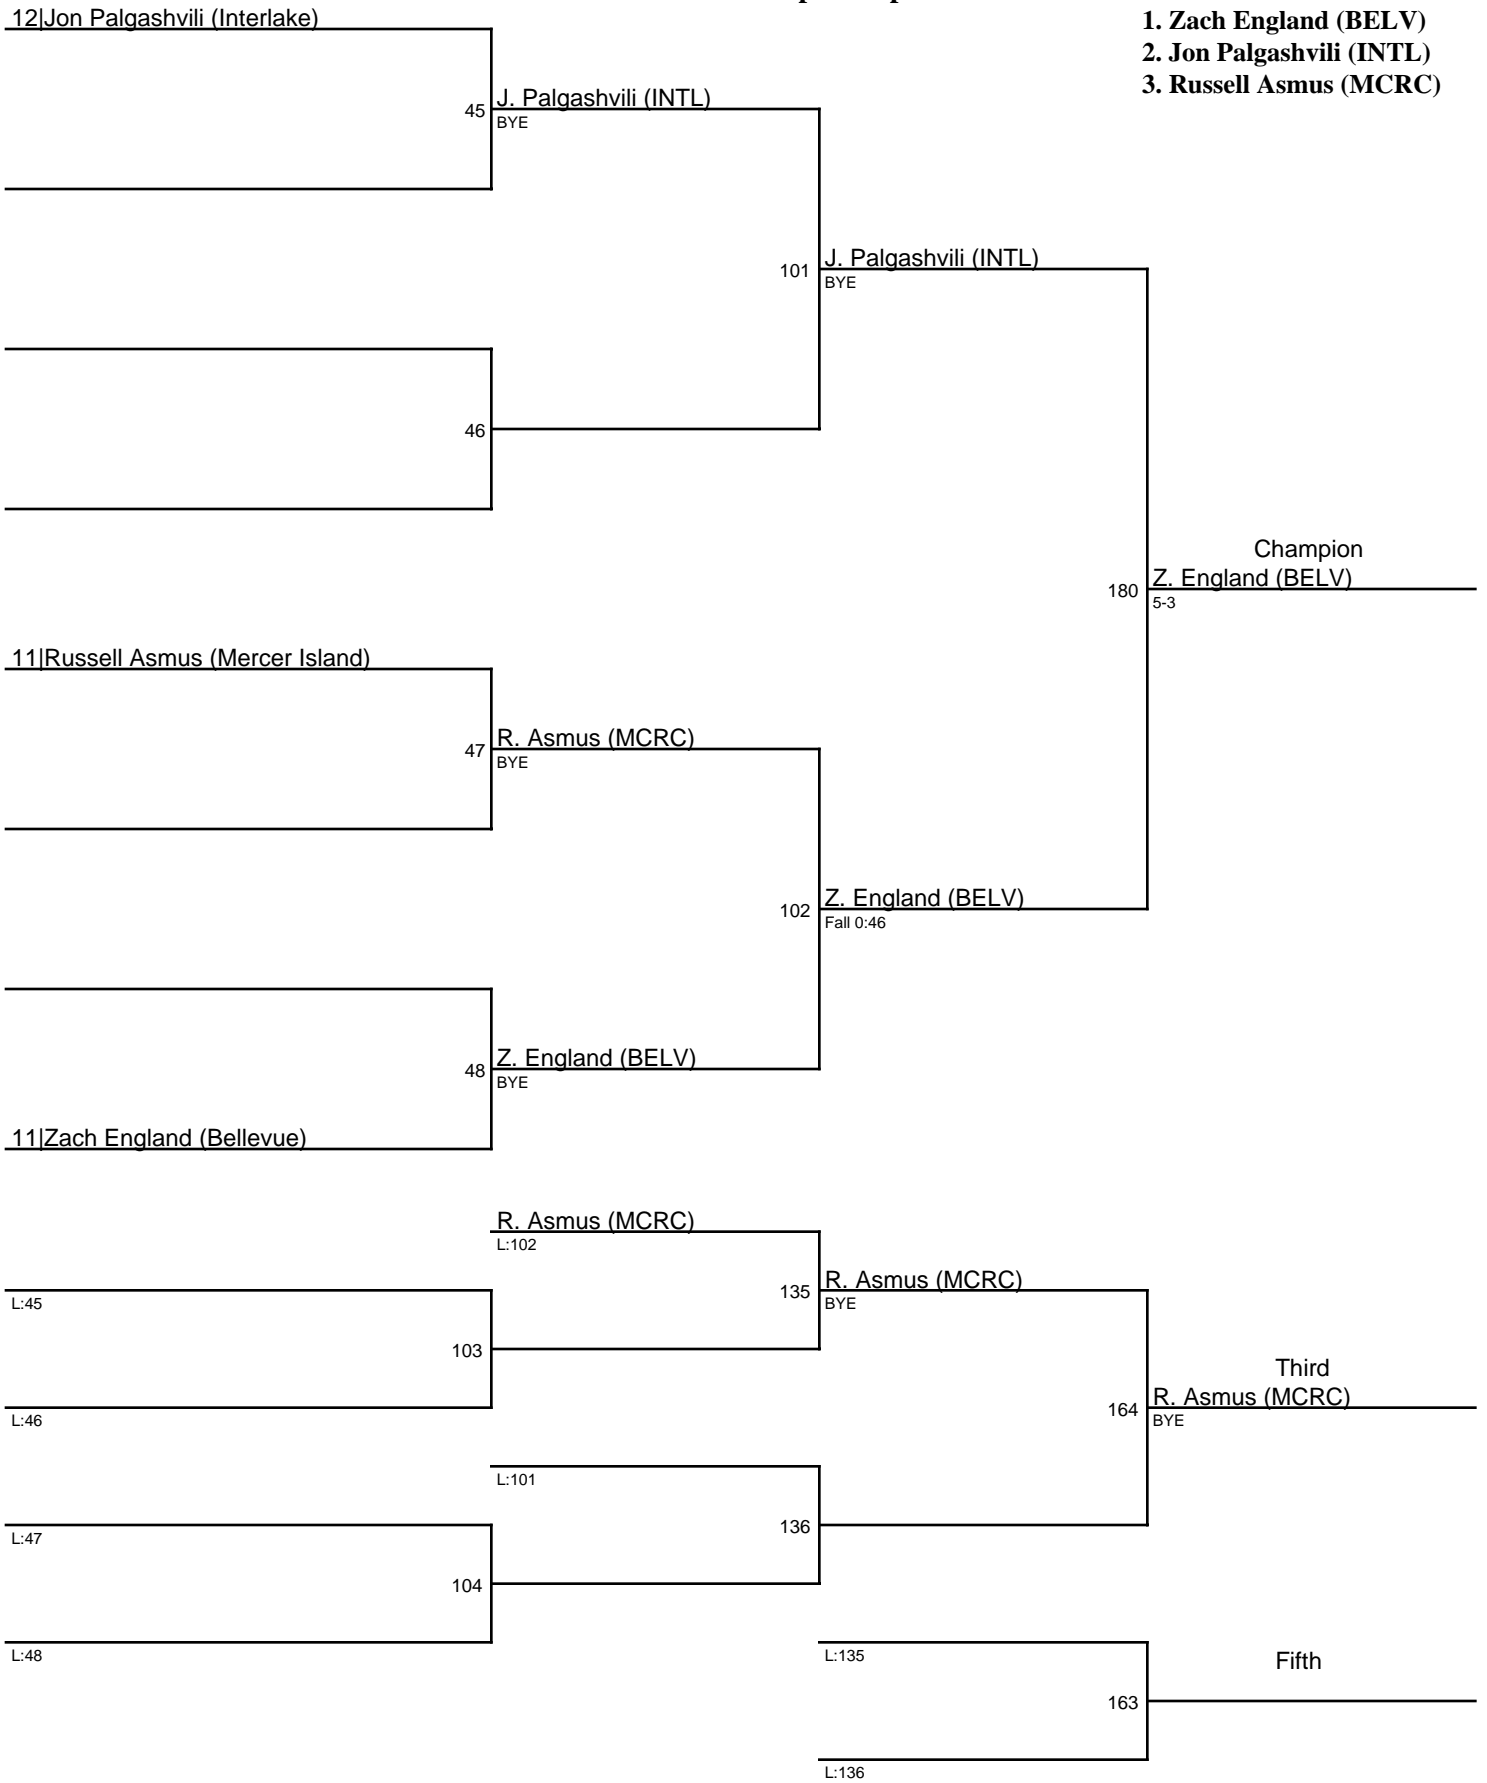 12|Jon Palgashvili (Interlake)
1. Zach England (BELV)
2. Jon Palgashvili (INTL)
3. Russell Asmus (MCRC)
45
J. Palgashvili (INTL)
BYE
101
J. Palgashvili (INTL)
BYE
46
Champion
180
Z. England (BELV)
5-3
11|Russell Asmus (Mercer Island)
47
R. Asmus (MCRC)
BYE
102
Z. England (BELV)
Fall 0:46
48
Z. England (BELV)
BYE
11|Zach England (Bellevue)
R. Asmus (MCRC)
L:102
135
R. Asmus (MCRC)
BYE
L:45
103
Third
164
R. Asmus (MCRC)
BYE
L:46
L:101
136
L:47
104
L:48
L:135
Fifth
163
L:136